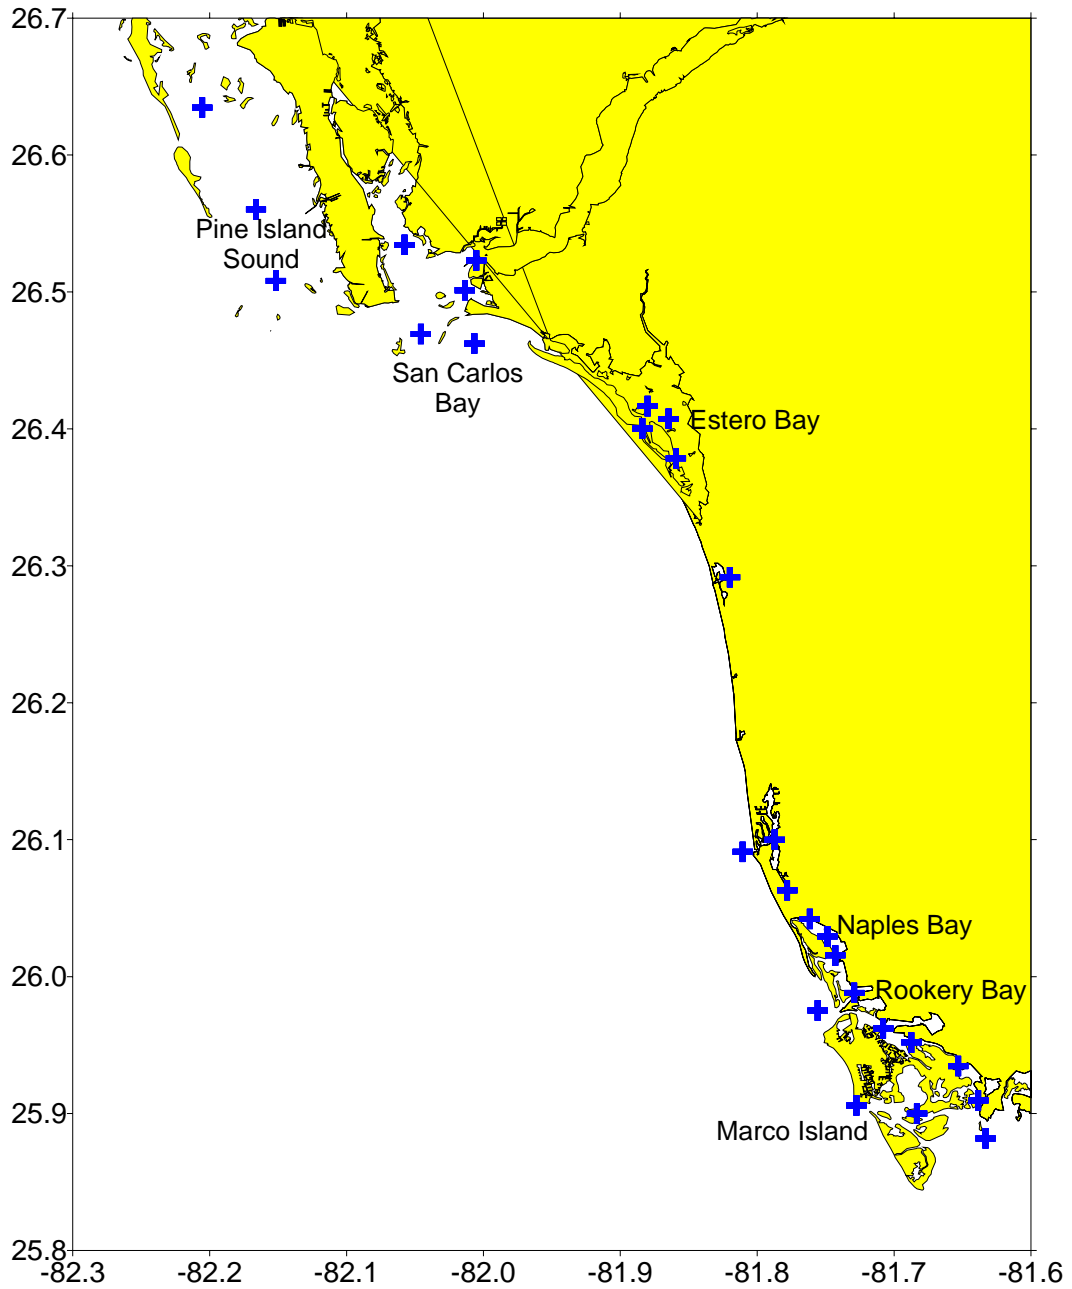 26.7
26.6
Pine Island
Sound
26.5
San Carlos
Bay
26.4
Estero Bay
26.3
26.2
26.1
Naples Bay
26.0
Rookery Bay
25.9
Marco Island
25.8
-82.3
-82.2
-82.1
-82.0
-81.9
-81.8
-81.7
-81.6